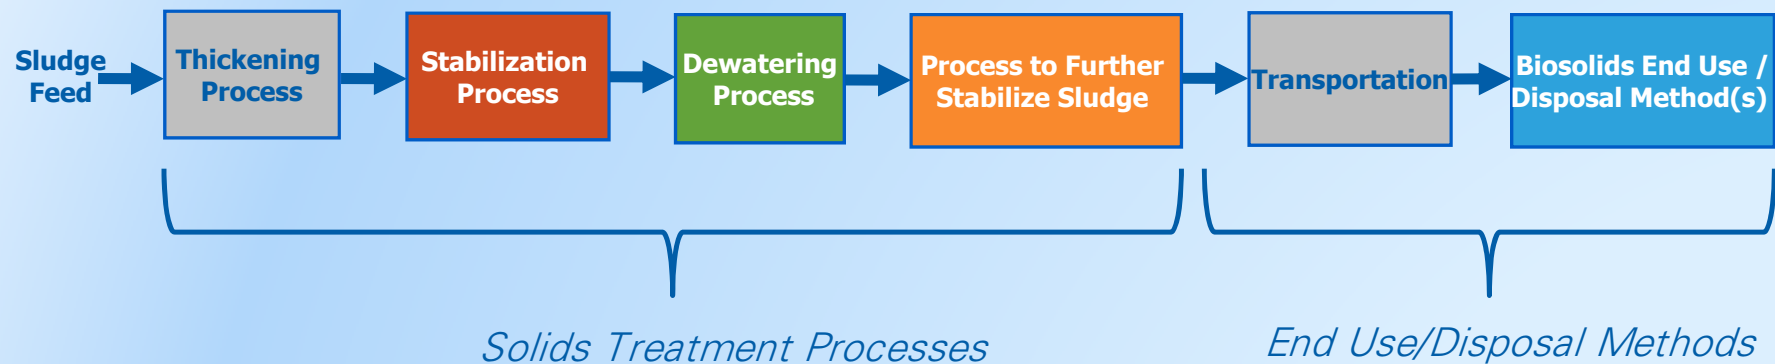 Sludge
Feed
Thickening
Process
Stabilization
Process
Dewatering
Process
Process to Further
Stabilize Sludge
Transportation
Biosolids End Use /
Disposal Method(s)
Solids Treatment Processes
End Use/Disposal Methods